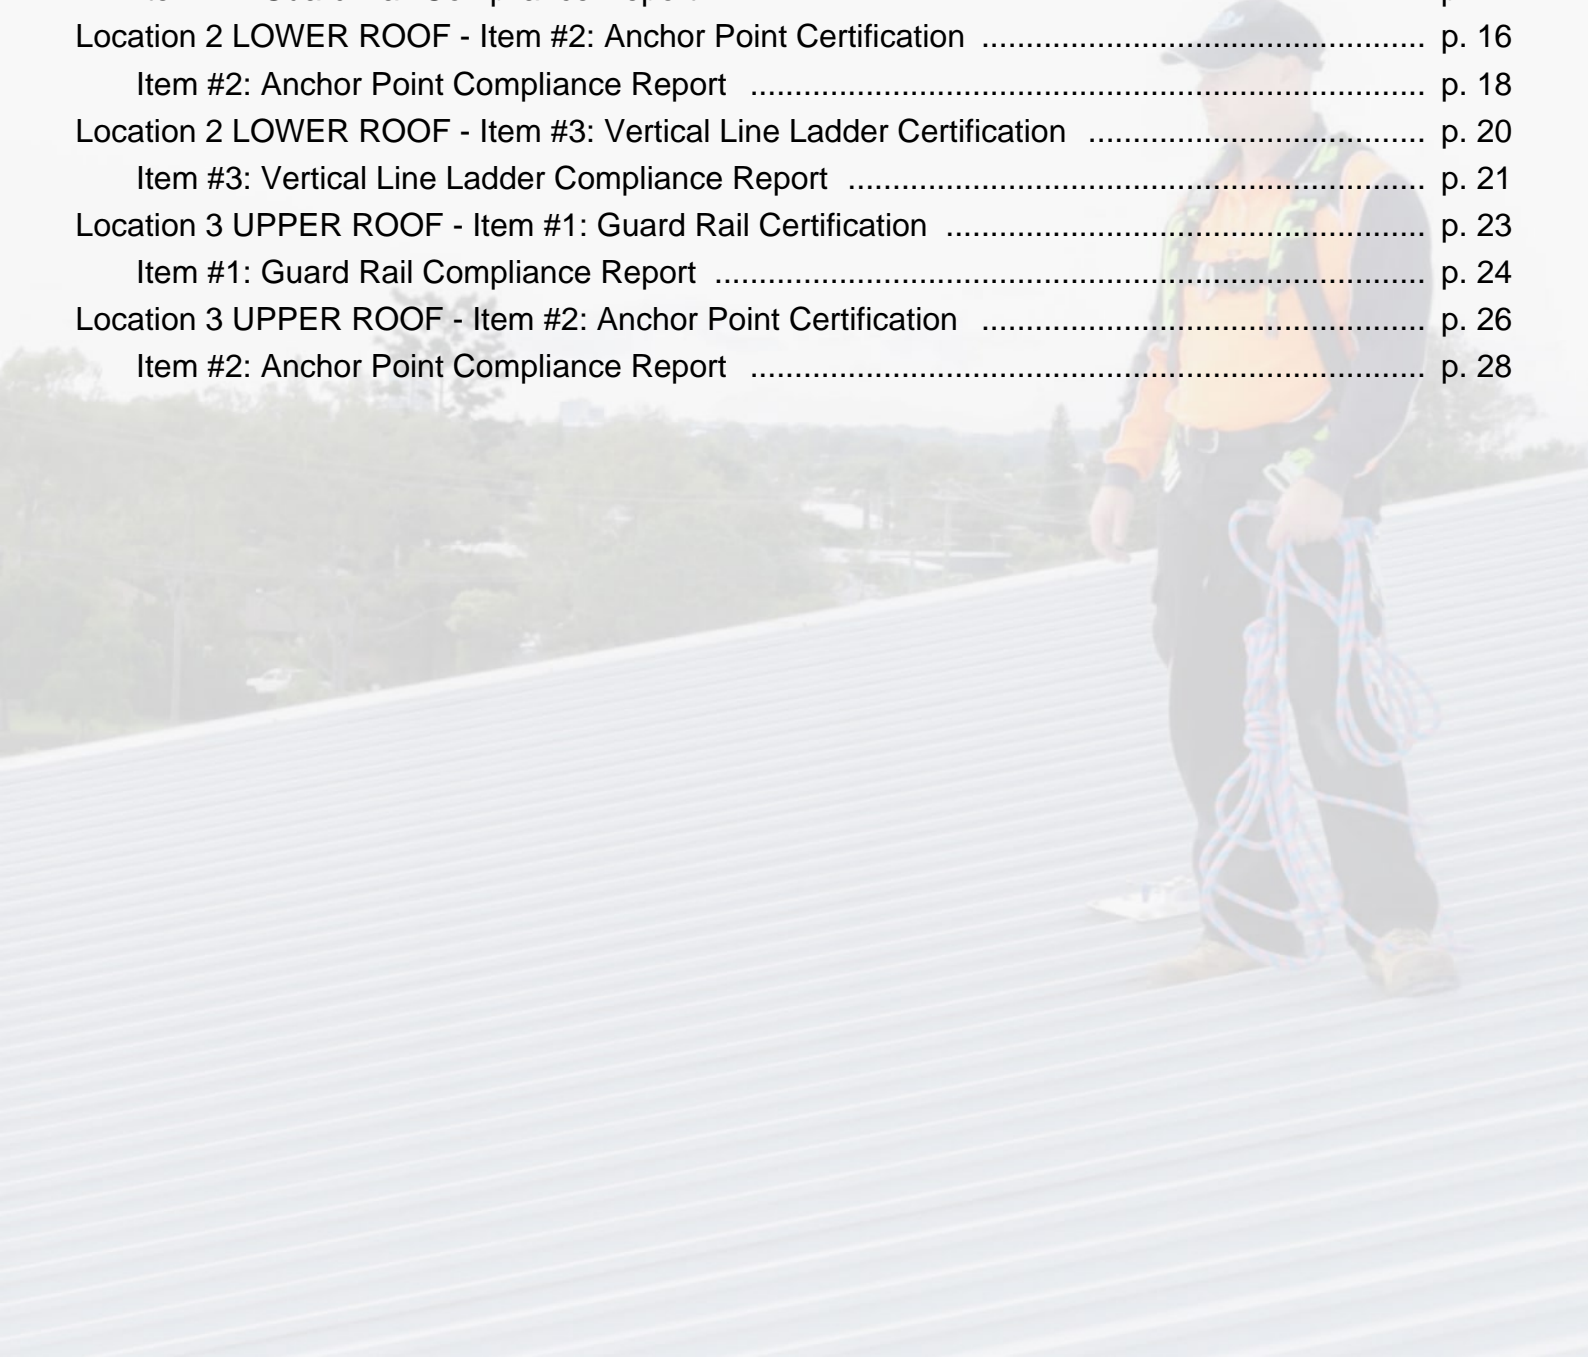 Location 2 LOWER ROOF - Item #2: Anchor Point Certification ................................................. p. 16
Item #2: Anchor Point Compliance Report ........................................................................... p. 18
Location 2 LOWER ROOF - Item #3: Vertical Line Ladder Certification ..................................... p. 20
Item #3: Vertical Line Ladder Compliance Report ................................................................ p. 21
Location 3 UPPER ROOF - Item #1: Guard Rail Certification ..................................................... p. 23
Item #1: Guard Rail Compliance Report ............................................................................... p. 24
Location 3 UPPER ROOF - Item #2: Anchor Point Certification ................................................. p. 26
Item #2: Anchor Point Compliance Report ........................................................................... p. 28